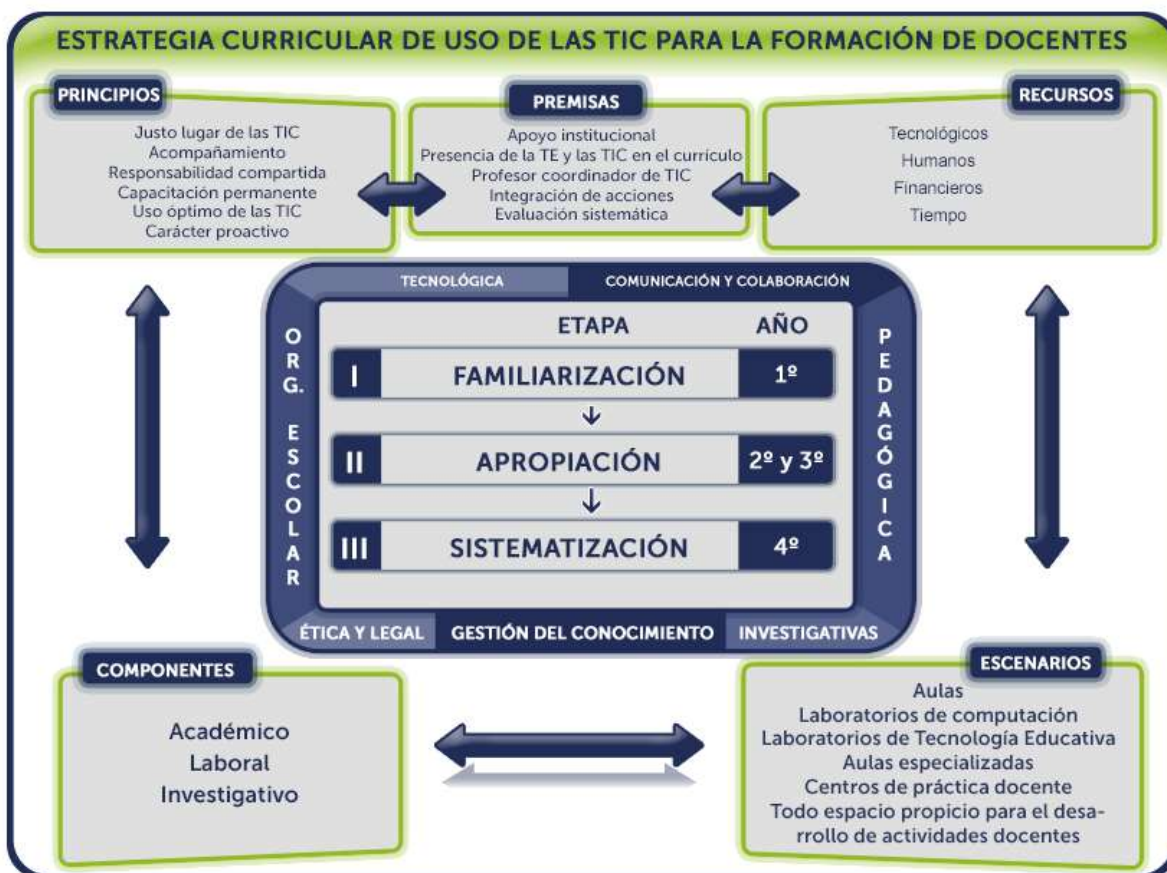 ESTRATEGIA CURRICULAR DE USO DE LAS TIC PARA LA FORMACIÓN DE DOCENTES
PRINCIPIOS
Justo lugar de las TIC
Acompañamiento
Responsabilidad compartida
Capacitación permanente
Uso óptimo de las TIC
Carácter proactivo
PREMISAS
Apoyo institucional
Presencia de la TE y las TIC en el currículo
Profesor coordinador de TIC
Integración de acciones
Evaluación sistemática
RECURSOS
Tecnológicos
Humanos
Financieros
Tiempo
TECNOLÓGICA
COMUNICACIÓN Y COLABORACIÓN
ORG. ESCOLAR
ETAPA AÑO
I FAMILIARIZACIÓN 1º
II APROPIACIÓN 2º y 3º
III SISTEMATIZACIÓN 4º
PEDAGÓGICA
ÉTICA Y LEGAL
GESTIÓN DEL CONOCIMIENTO
INVESTIGATIVAS
COMPONENTES
Académico
Laboral
Investigativo
ESCENARIOS
Aulas
Laboratorios de computación
Laboratorios de Tecnología Educativa
Aulas especializadas
Centros de práctica docente
Todo espacio propicio para el desa-
rrollo de actividades docentes